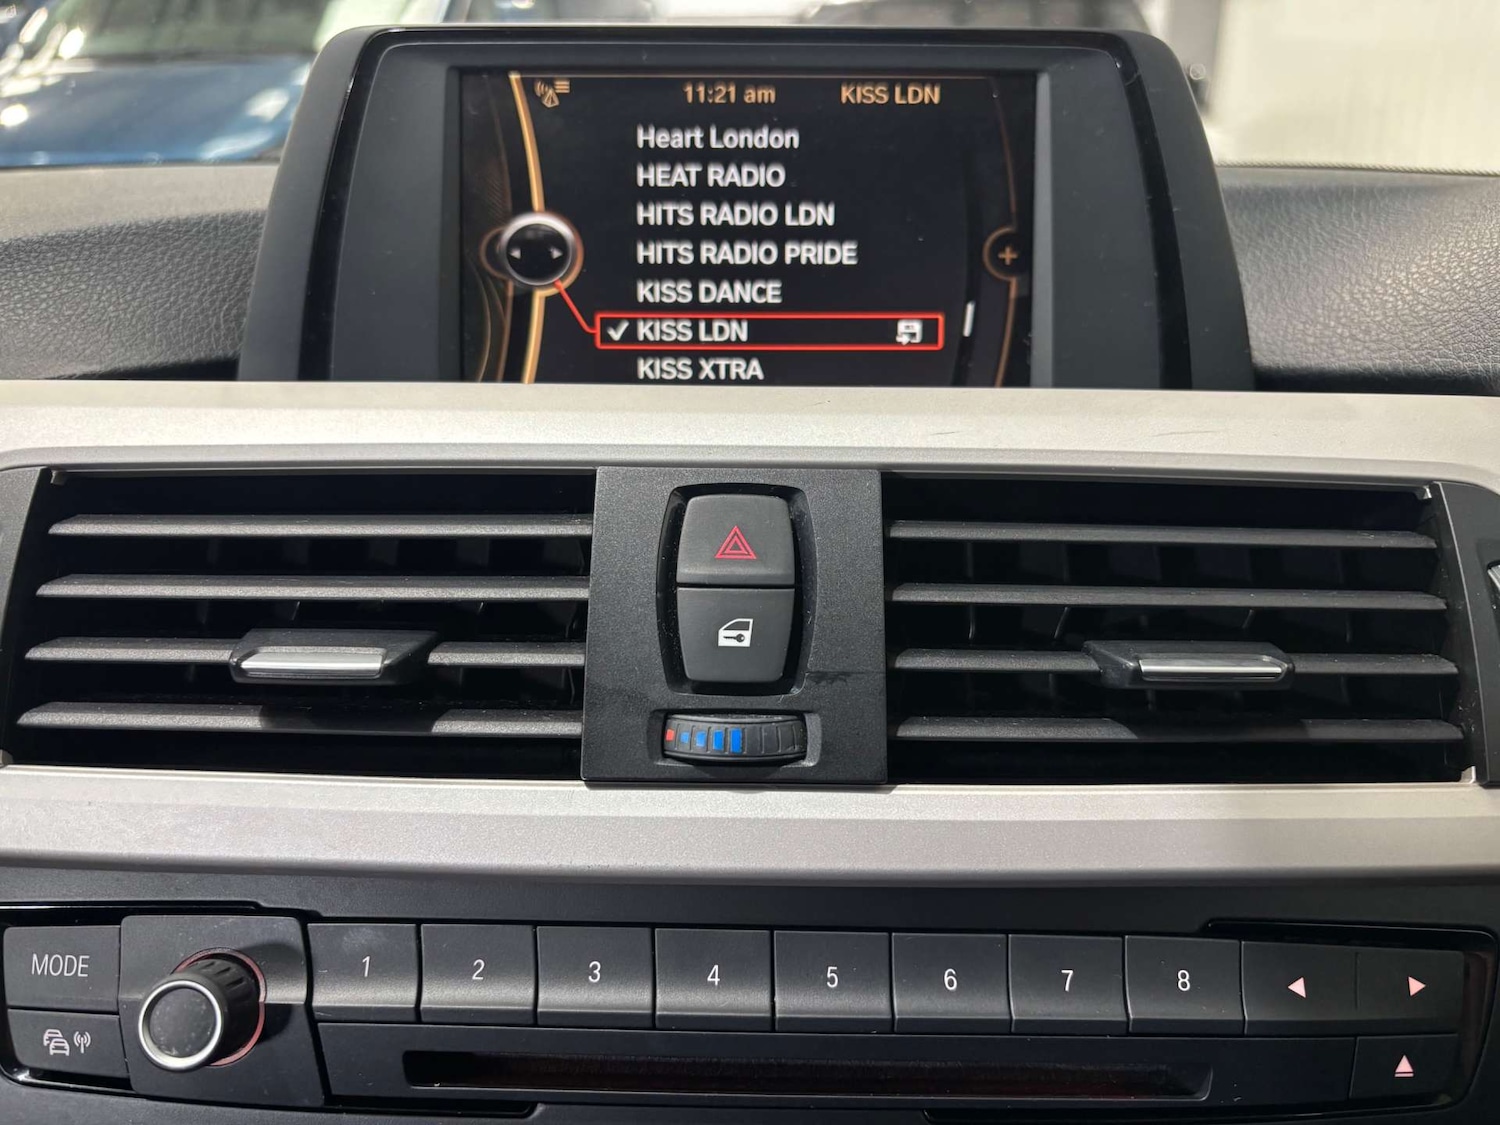 11:21 am KISS LDN
Heart London
HEAT RADIO
HITS RADIO LDN
HITS RADIO PRIDE
KISS DANCE
KISS LDN
KISS XTRA
MODE 1 2 3 4 5 6 7 8